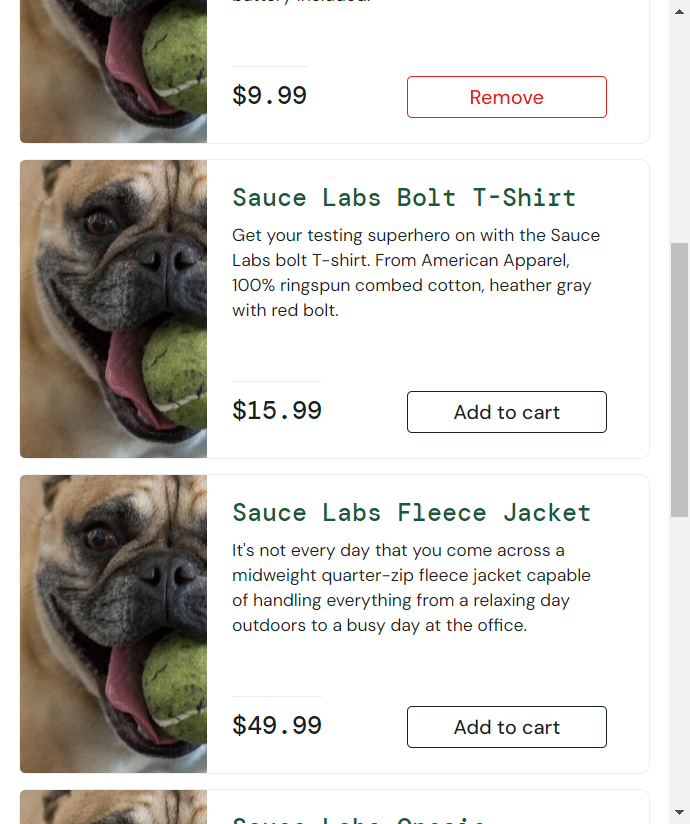 $9.99
Remove
Sauce Labs Bolt T-Shirt
Get your testing superhero on with the Sauce
Labs bolt T-shirt. From American Apparel,
100% ringspun combed cotton, heather gray
with red bolt.
$15.99
Add to cart
Sauce Labs Fleece Jacket
It's not every day that you come across a
midweight quarter-zip fleece jacket capable
of handling everything from a relaxing day
outdoors to a busy day at the office.
$49.99
Add to cart
Sauce Labs Onesie